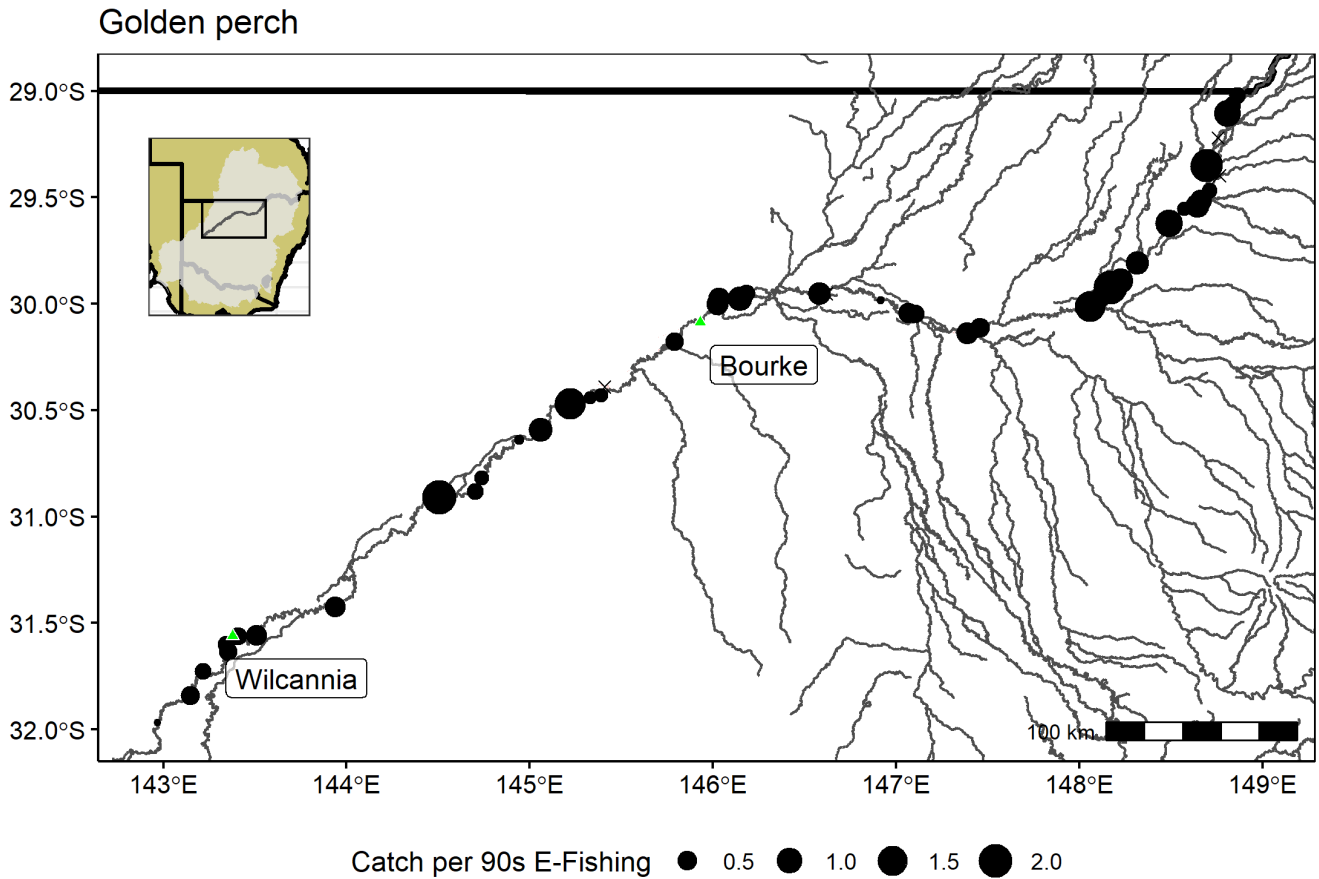 Golden perch
29.0°S
29.5°S
30.0°S
30.5°S
31.0°S
31.5°S
32.0°S
Bourke
Wilcannia
100 km
143°E 144°E 145°E 146°E 147°E 148°E 149°E
Catch per 90s E-Fishing 0.5 1.0 1.5 2.0